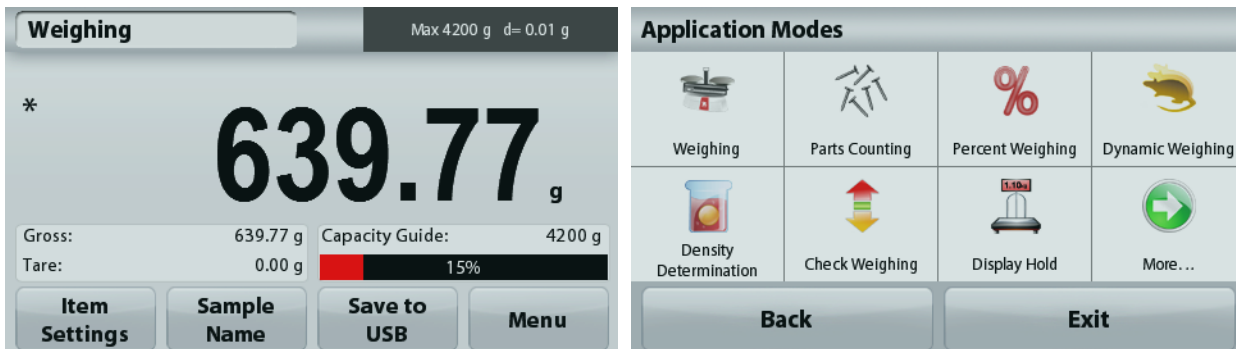 Weighing
Max 4200 g d= 0.01 g
*
639.77 g
Gross: 639.77 g
Tare: 0.00 g
Capacity Guide: 4200 g
15%
Item
Settings
Sample
Name
Save to
USB
Menu
Application Modes
Weighing
Parts Counting
Percent Weighing
Dynamic Weighing
Density
Determination
Check Weighing
1.10kg
Display Hold
More...
Back
Exit